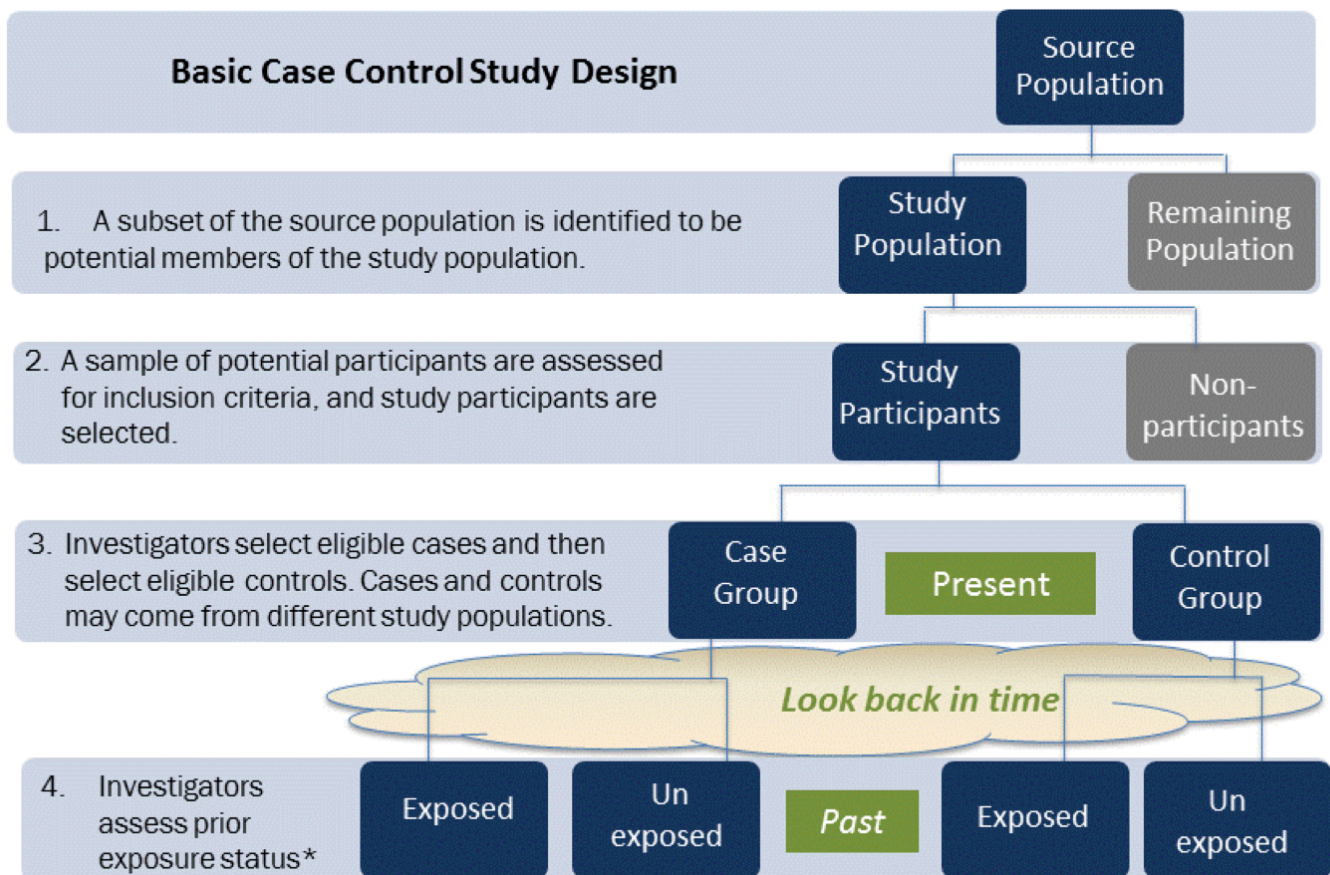 Basic Case Control Study Design
Source
Population
1. A subset of the source population is identified to be
potential members of the study population.
Study
Population
Remaining
Population
2. A sample of potential participants are assessed
for inclusion criteria, and study participants are
selected.
Study
Participants
Non-
participants
3. Investigators select eligible cases and then
select eligible controls. Cases and controls
may come from different study populations.
Case
Group
Present
Control
Group
Look back in time
4. Investigators
assess prior
exposure status*
Exposed
Un
exposed
Past
Exposed
Un
exposed